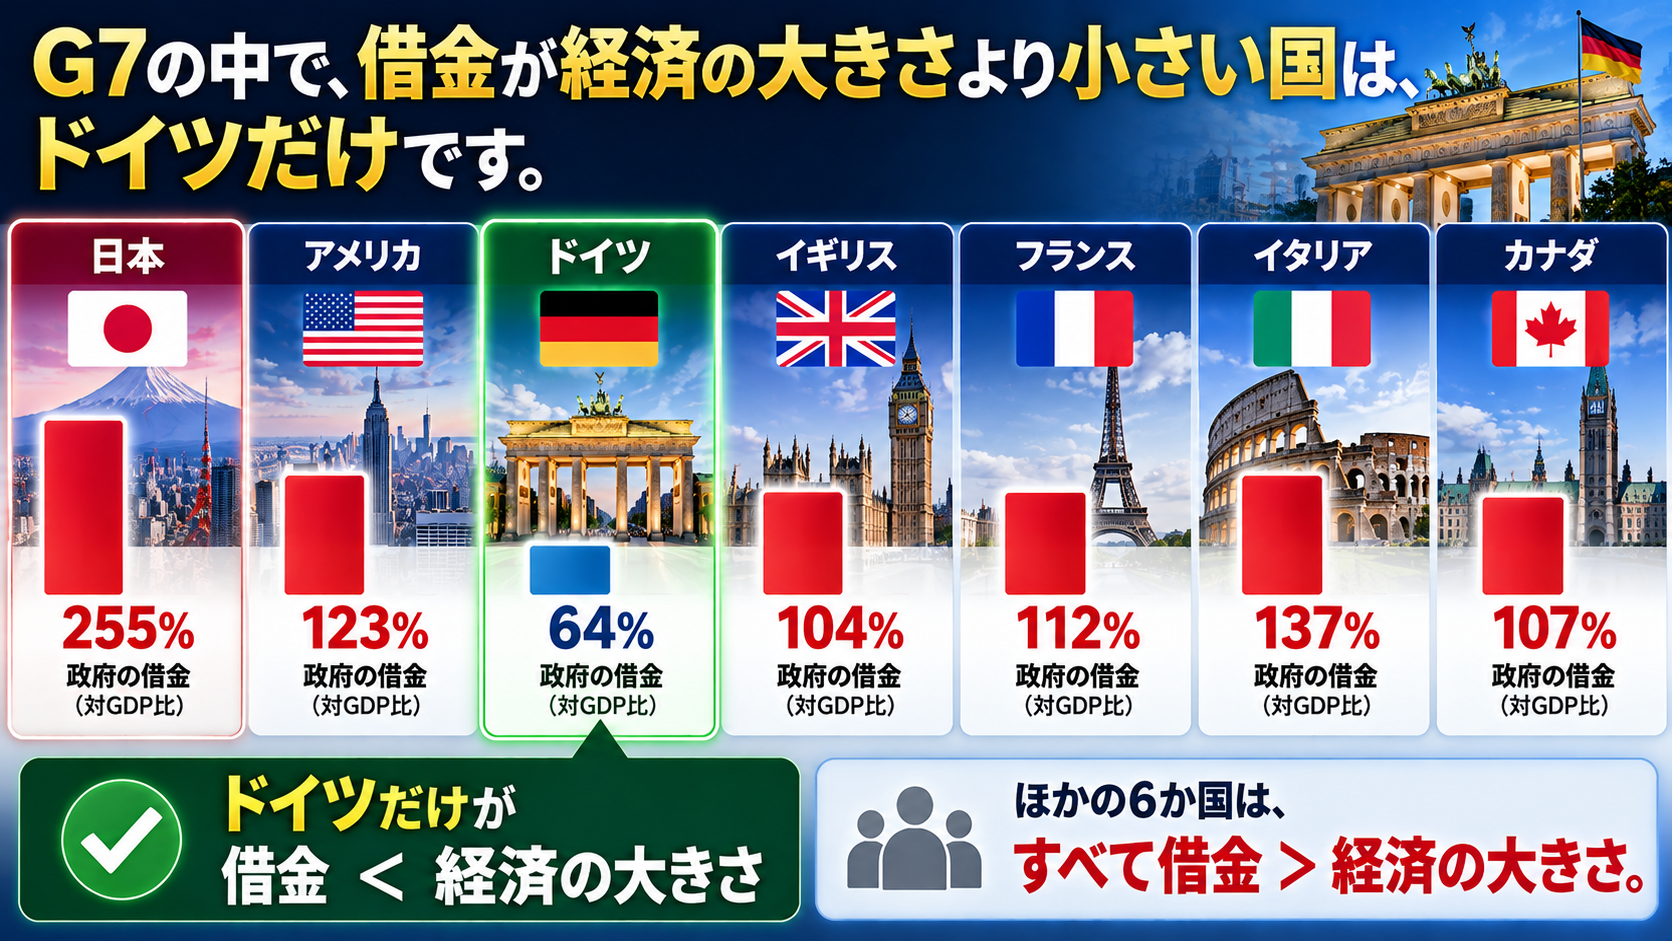 G7の中で、借金が経済の大きさより小さい国は、
ドイツだけです。
日本
アメリカ
ドイツ
イギリス
フランス
イタリア
カナダ
255%
政府の借金
(対GDP比)
123%
政府の借金
(対GDP比)
64%
政府の借金
(対GDP比)
104%
政府の借金
(対GDP比)
112%
政府の借金
(対GDP比)
137%
政府の借金
(対GDP比)
107%
政府の借金
(対GDP比)
ドイツだけが
借金 < 経済の大きさ
ほかの6か国は、
すべて借金 > 経済の大きさ。